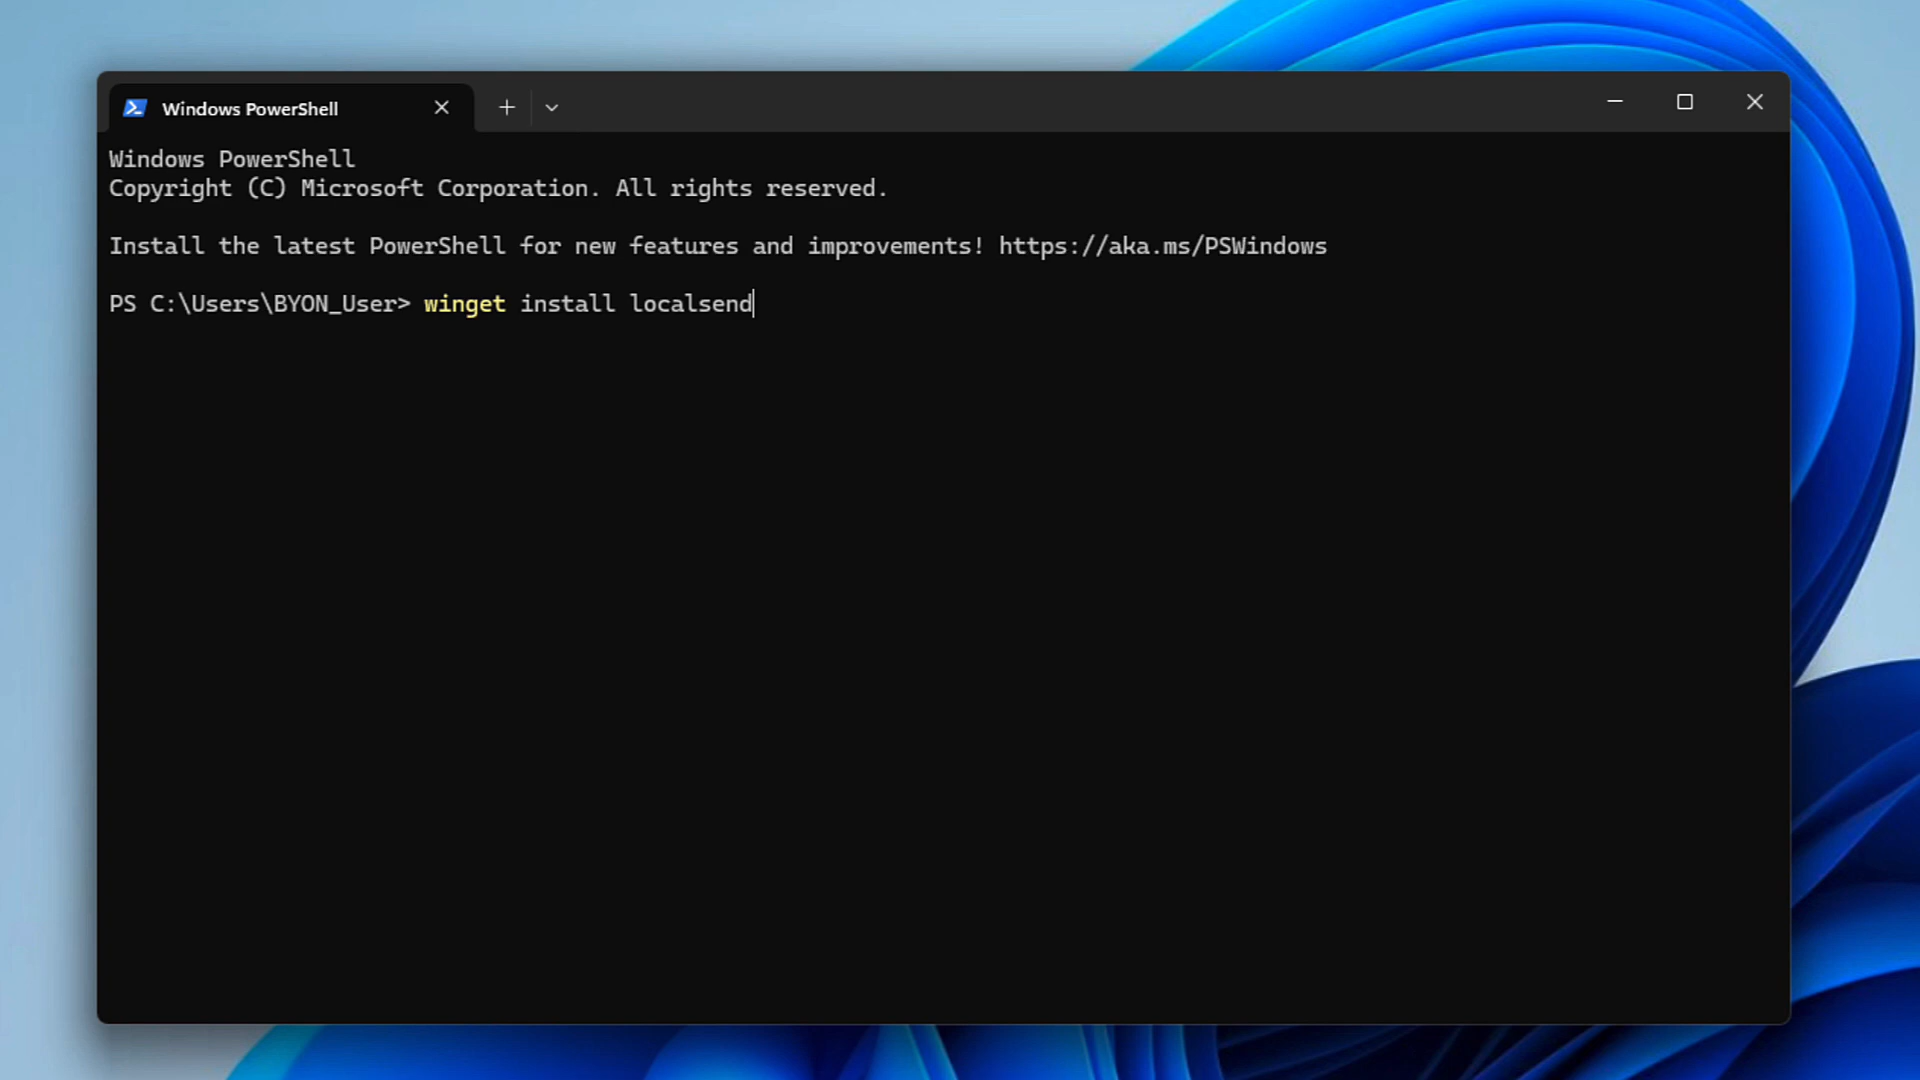 Windows PowerShell
Windows PowerShell
Copyright (C) Microsoft Corporation. All rights reserved.
Install the latest PowerShell for new features and improvements! https://aka.ms/PSWindows
PS C:\Users\BYON_User> winget install localsend